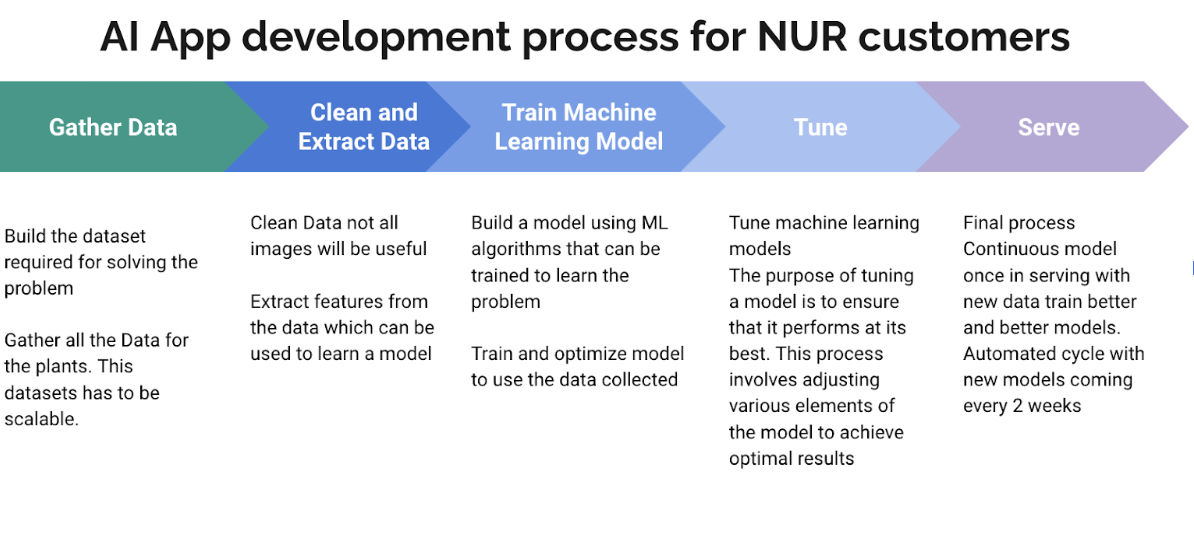 AI App development process for NUR customers
Gather Data
Clean and
Extract Data
Train Machine
Learning Model
Tune
Serve
Build the dataset
required for solving the
problem
Gather all the Data for
the plants. This
datasets has to be
scalable.
Clean Data not all
images will be useful
Extract features from
the data which can be
used to learn a model
Build a model using ML
algorithms that can be
trained to learn the
problem
Train and optimize model
to use the data collected
Tune machine learning
models
The purpose of tuning
a model is to ensure
that it performs at its
best. This process
involves adjusting
various elements of
the model to achieve
optimal results
Final process
Continuous model
once in serving with
new data train better
and better models.
Automated cycle with
new models coming
every 2 weeks